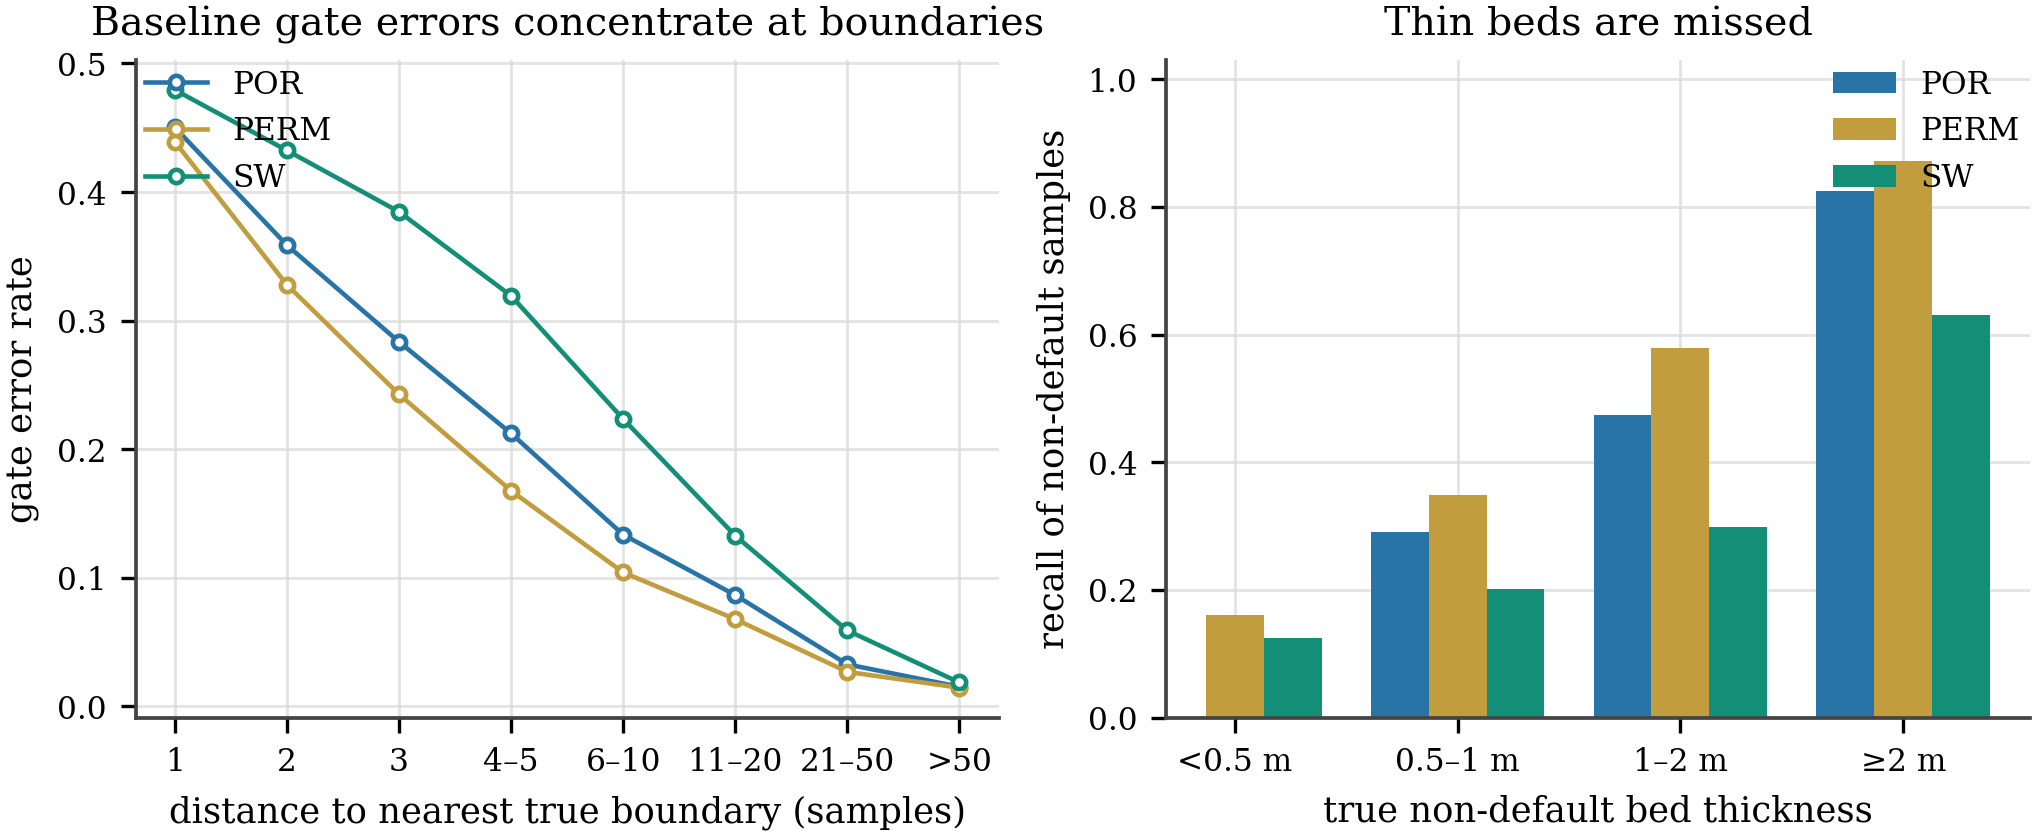 Baseline gate errors concentrate at boundaries
gate error rate
0.5
0.4
0.3
0.2
0.1
0.0
POR
PERM
SW
1 2 3 4–5 6–10 11–20 21–50 >50
distance to nearest true boundary (samples)
Thin beds are missed
recall of non-default samples
1.0
0.8
0.6
0.4
0.2
0.0
POR
PERM
SW
<0.5 m 0.5–1 m 1–2 m ≥2 m
true non-default bed thickness